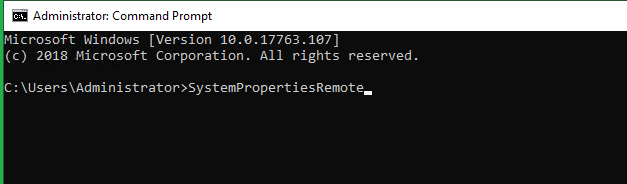 Administrator: Command Prompt
Microsoft Windows [Version 10.0.17763.107]
(c) 2018 Microsoft Corporation. All rights reserved.
C:\Users\Administrator>SystemPropertiesRemote